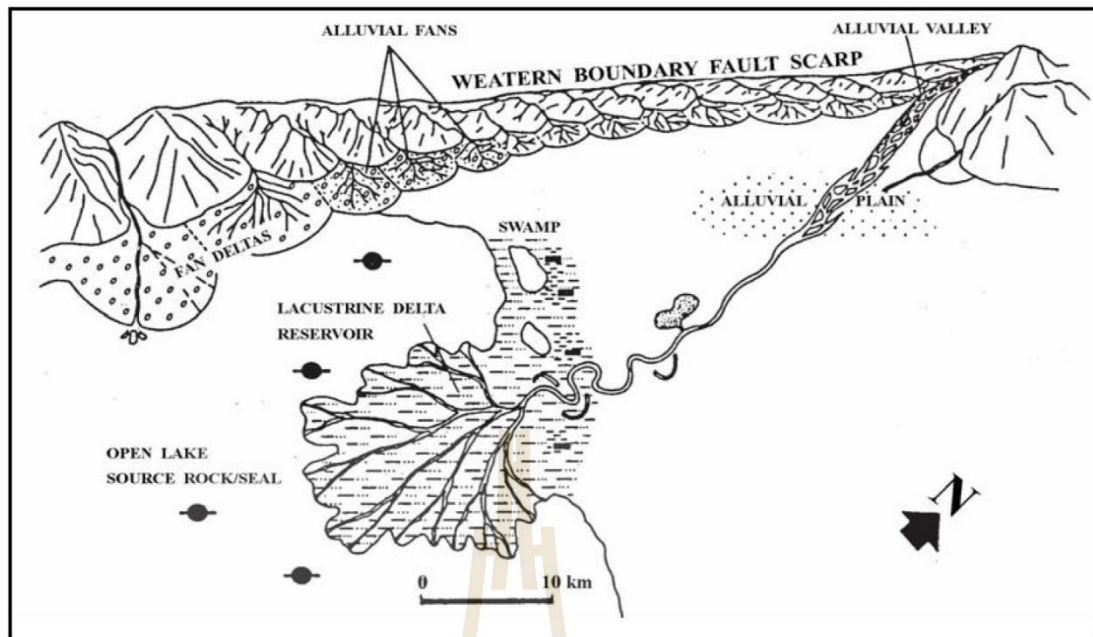 ALLUVIAL FANS
ALLUVIAL VALLEY
WEATERN BOUNDARY FAULT SCARP
ALLUVIAL PLAIN
SWAMP
FAN DELTAS
LACUSTRINE DELTA
RESERVOIR
OPEN LAKE
SOURCE ROCK/SEAL
N
0 10 km